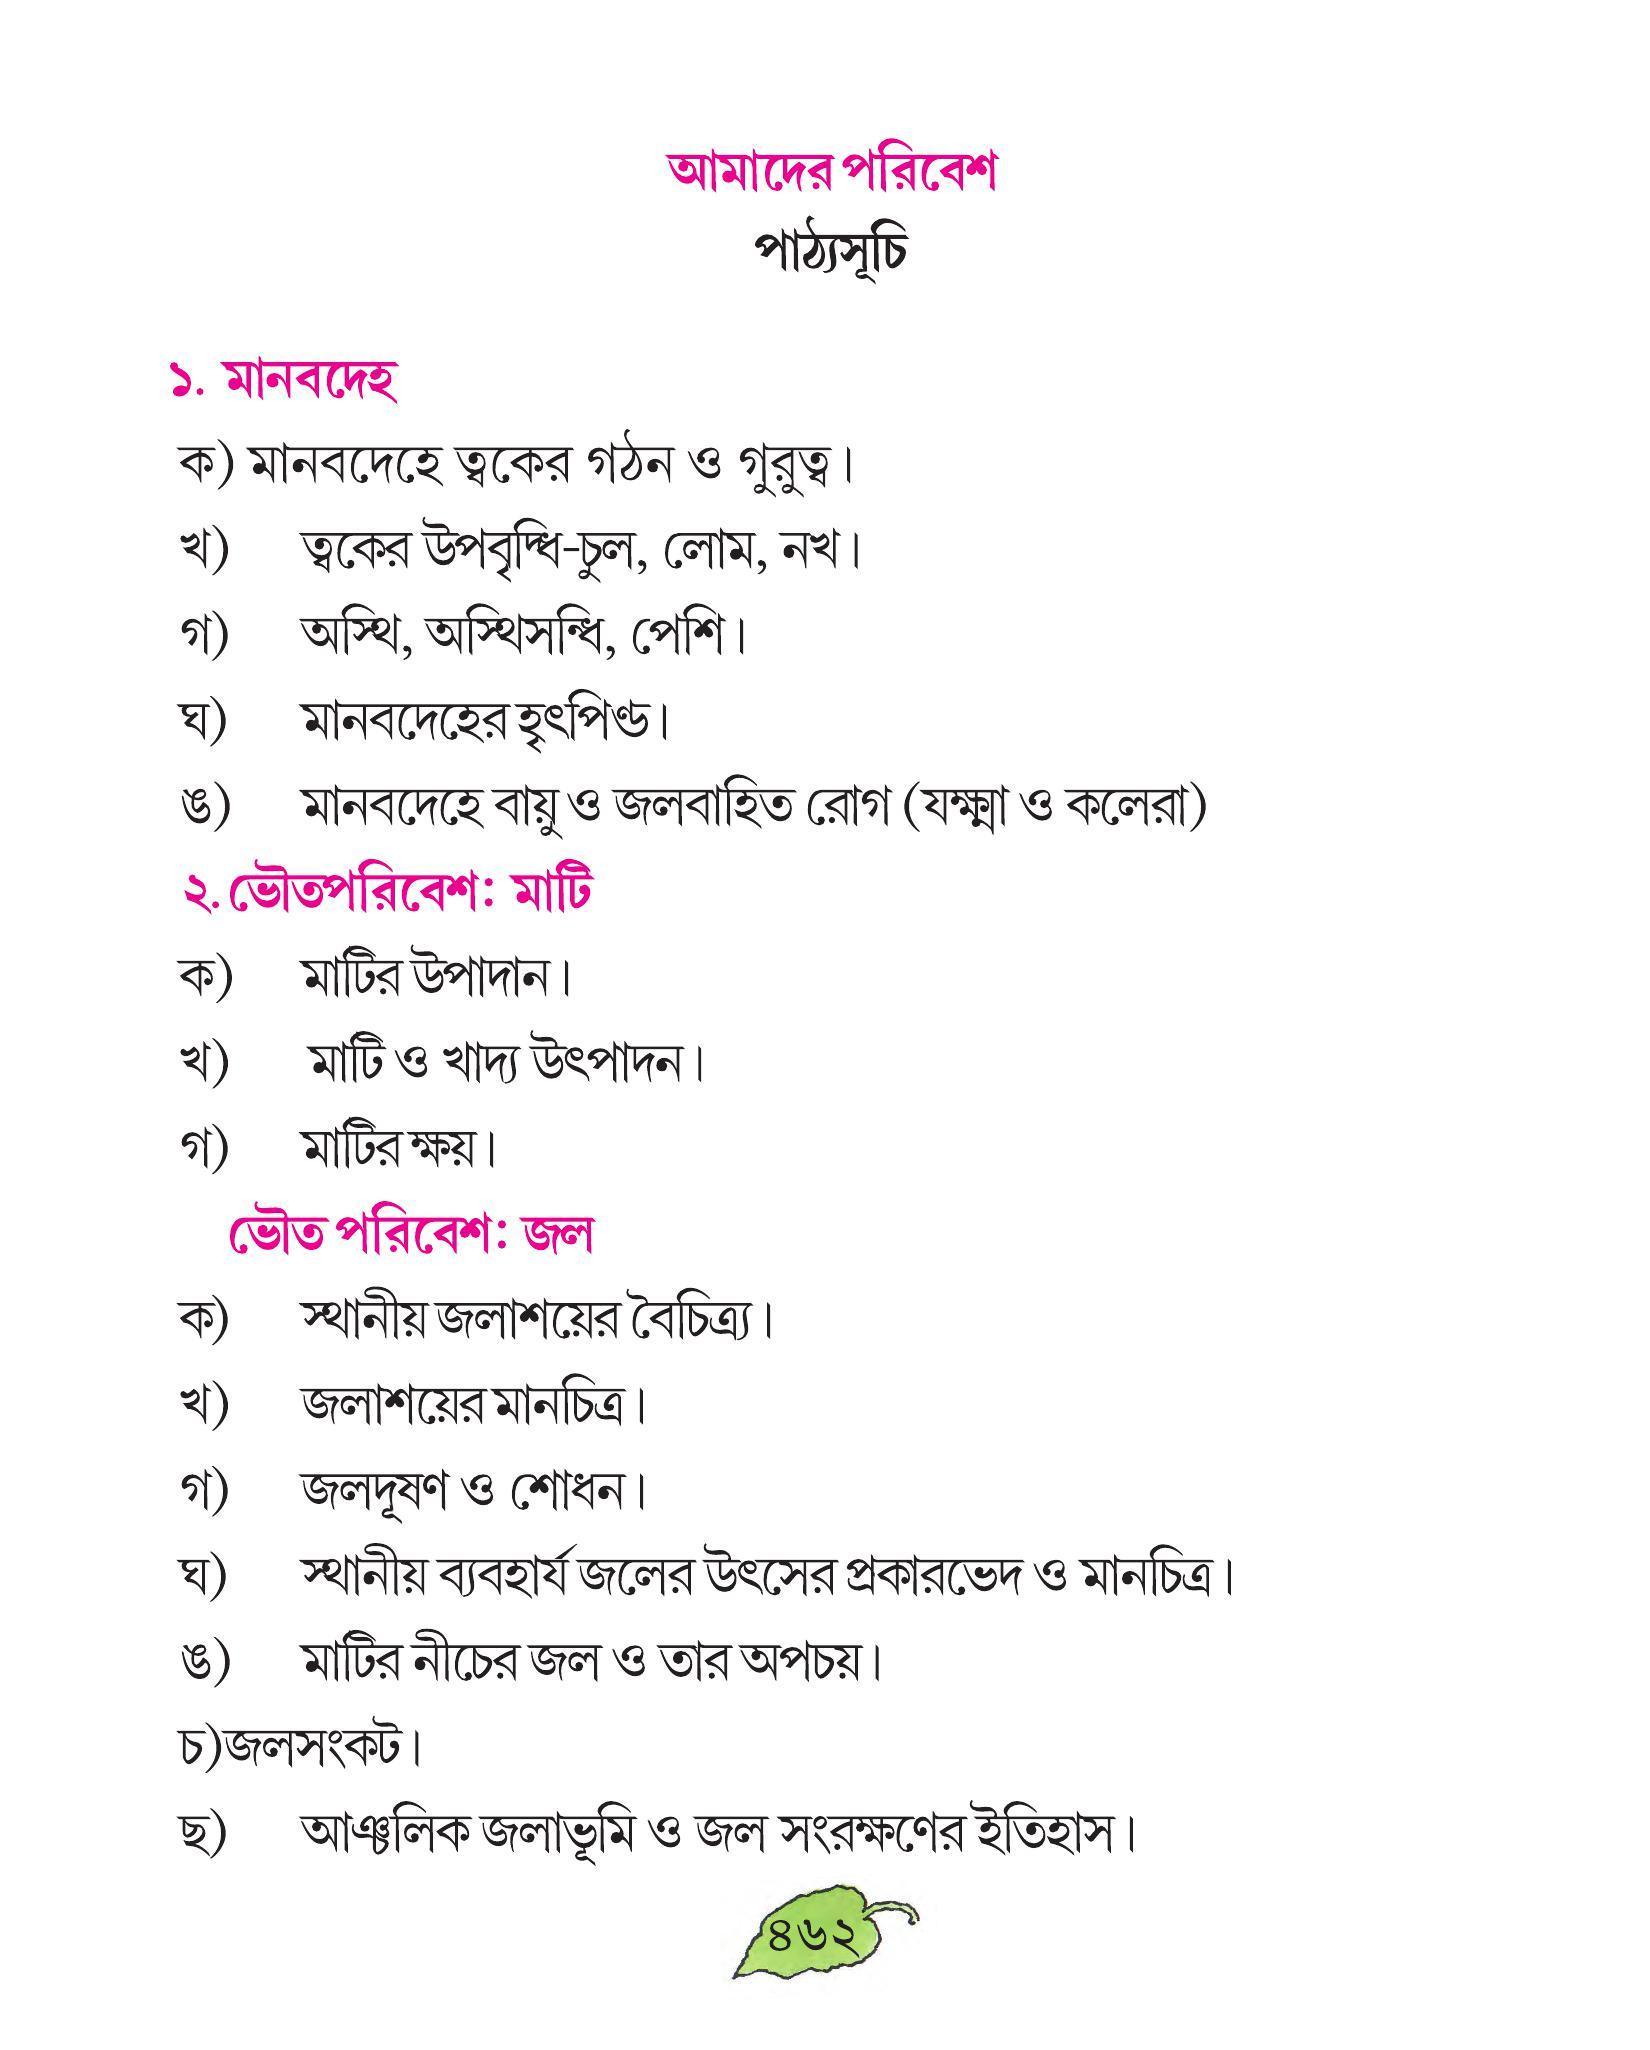 আমাদের পরিবেশ
পাঠ্যসূচি
১. মানবদেহ
ক) মানবদেহে ত্বকের গঠন ও গুরুত্ব।
খ) ত্বকের উপবৃদ্ধি-চুল, লোম, নখ।
গ) অস্থি, অস্থিসন্ধি, পেশি।
ঘ) মানবদেহের হৃৎপিণ্ড।
ঙ) মানবদেহে বায়ু ও জলবাহিত রোগ (যক্ষ্মা ও কলেরা)
২. ভৌতপরিবেশ: মাটি
ক) মাটির উপাদান।
খ) মাটি ও খাদ্য উৎপাদন।
গ) মাটির ক্ষয়।
ভৌত পরিবেশ: জল
ক) স্থানীয় জলাশয়ের বৈচিত্র্য।
খ) জলাশয়ের মানচিত্র।
গ) জলদূষণ ও শোধন।
ঘ) স্থানীয় ব্যবহার্য জলের উৎসের প্রকারভেদ ও মানচিত্র।
ঙ) মাটির নীচের জল ও তার অপচয়।
চ)জলসংকট।
ছ) আঞ্চলিক জলাভূমি ও জল সংরক্ষণের ইতিহাস।
৪৬২